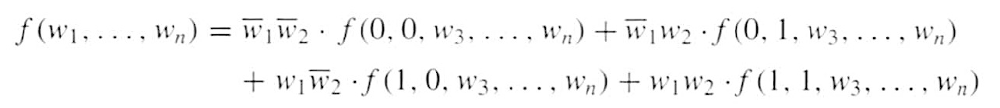 f(w₁, . . . , wₙ) = w̅₁w̅₂ · f(0, 0, w₃, . . . , wₙ) + w̅₁w₂ · f(0, 1, w₃, . . . , wₙ)
+ w₁w̅₂ · f(1, 0, w₃, . . . , wₙ) + w₁w₂ · f(1, 1, w₃, . . . , wₙ)